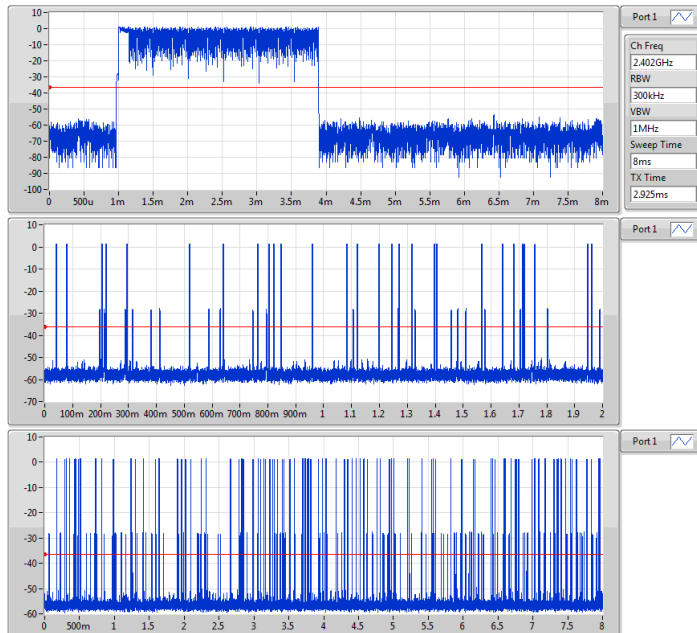 10
0
-10
-20
-30
-40
-50
-60
-70
-80
-90
-100
0 500u 1m 1.5m 2m 2.5m 3m 3.5m 4m 4.5m 5m 5.5m 6m 6.5m 7m 7.5m 8m
Port 1
Ch Freq
2.402GHz
RBW
300kHz
VBW
1MHz
Sweep Time
8ms
TX Time
2.925ms
10
0
-10
-20
-30
-40
-50
-60
-70
0 100m 200m 300m 400m 500m 600m 700m 800m 900m 1 1.1 1.2 1.3 1.4 1.5 1.6 1.7 1.8 1.9 2
Port 1
10
0
-10
-20
-30
-40
-50
-60
0 500m 1 1.5 2 2.5 3 3.5 4 4.5 5 5.5 6 6.5 7 7.5 8
Port 1